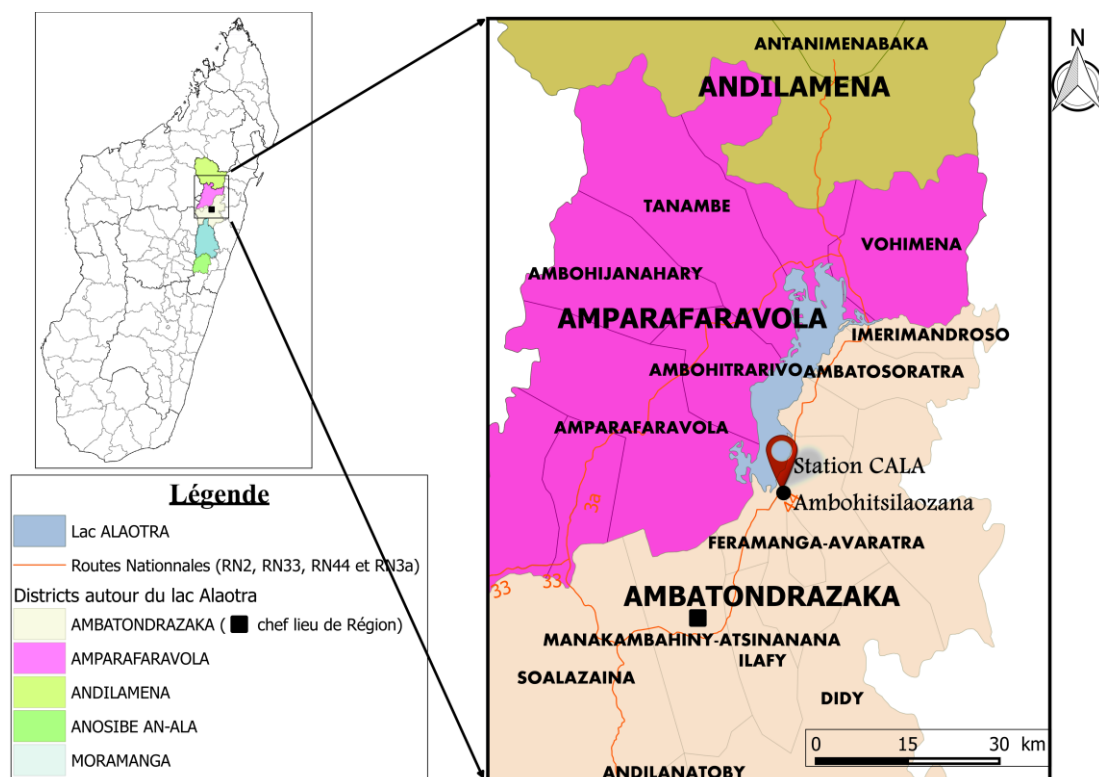 N
ANTANIMENABAKA
ANDILAMENA
TANAMBE
VOHIMENA
AMBOHIJANAHARY
AMPARAFARAVOLA
IMERIMANDROSO
AMBOHITRARIVO
AMBATOSORATRA
AMPARAFARAVOLA
Station CALA
Ambohitsilaozana
3a
44
FERAMANGA-AVARATRA
33
33
AMBATONDRAZAKA
MANAKAMBAHINY-ATSINANANA
ILAFY
SOALAZAINA
DIDY
ANDILANATOBY
0 15 30 km
Légende
Lac ALAOTRA
Routes Nationnales (RN2, RN33, RN44 et RN3a)
Districts autour du lac Alaotra
AMBATONDRAZAKA ( chef lieu de Région)
AMPARAFARAVOLA
ANDILAMENA
ANOSIBE AN-ALA
MORAMANGA